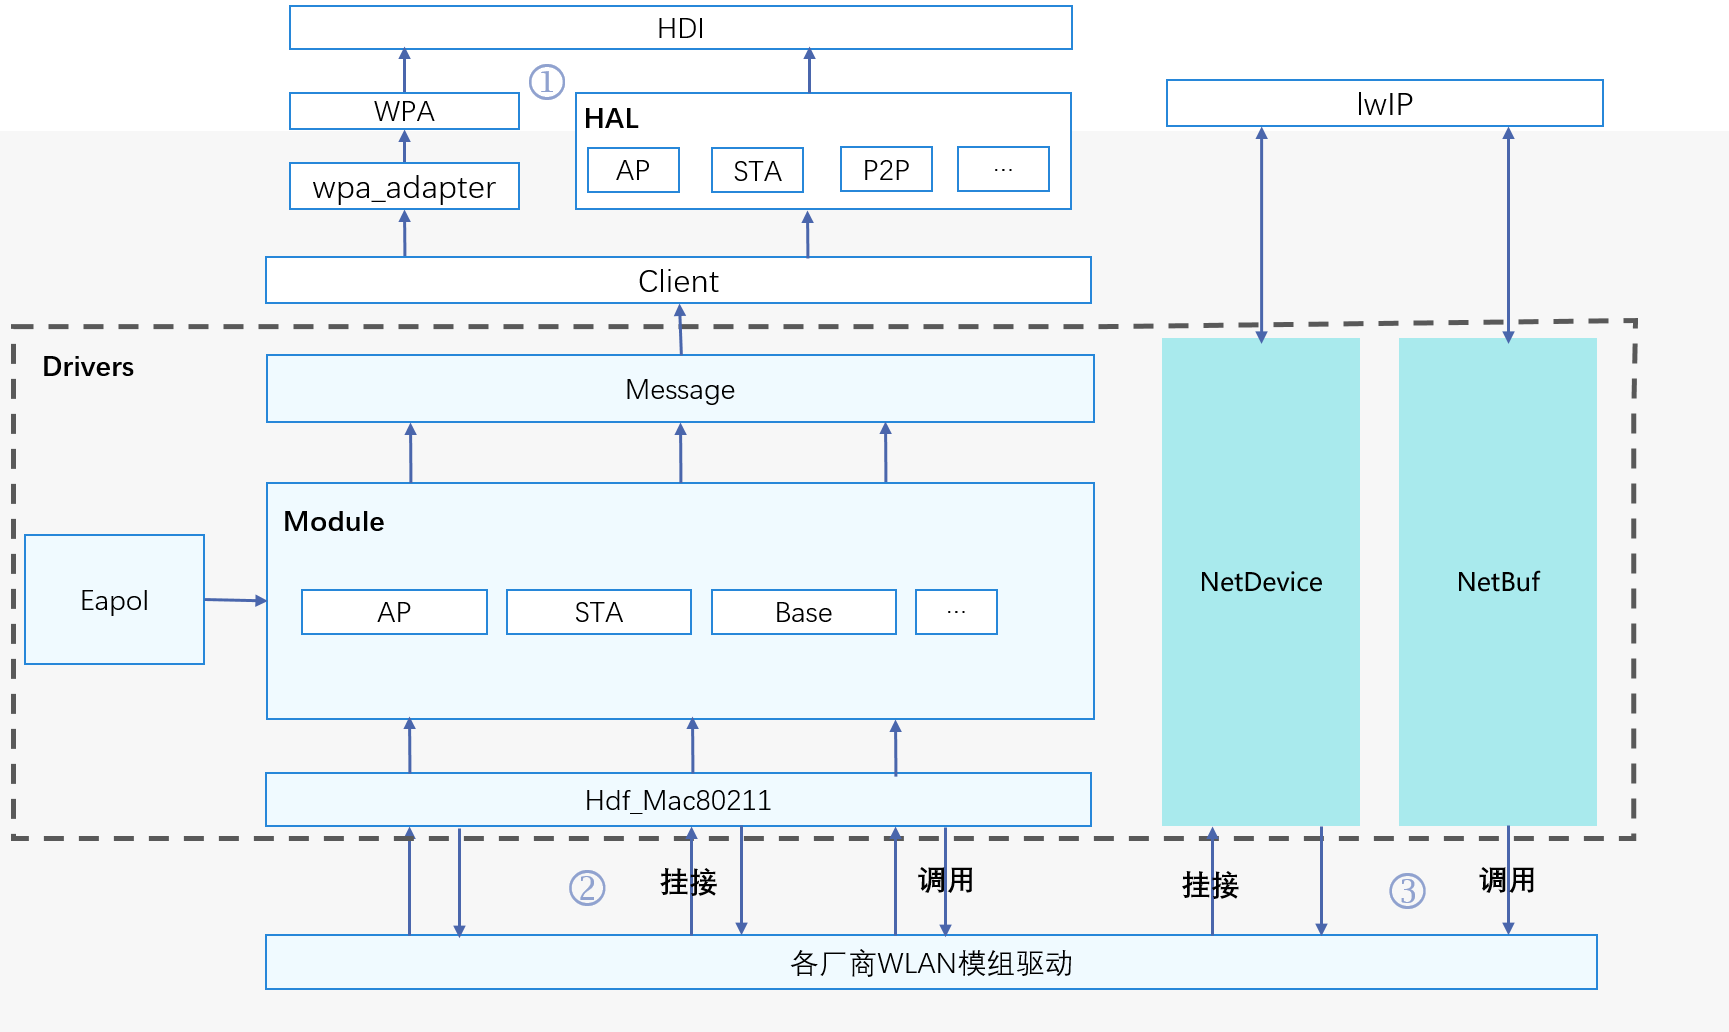 HDI
①
WPA
HAL
lwIP
AP
STA
P2P
...
wpa_adapter
Client
Drivers
Message
Module
Eapol
AP
STA
Base
...
NetDevice
NetBuf
Hdf_Mac80211
②
挂接
调用
挂接
③
调用
各厂商WLAN模组驱动